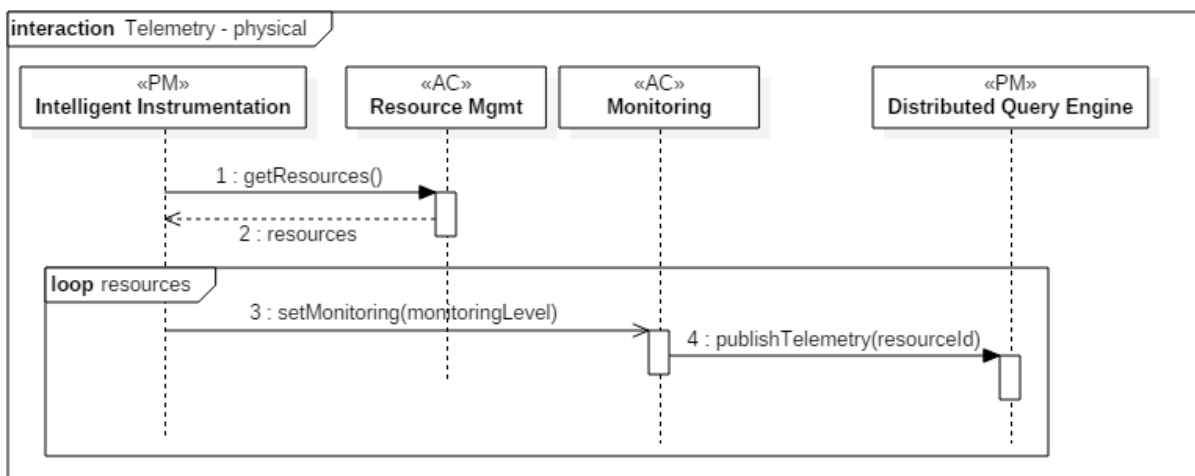 interaction Telemetry - physical
«PM»
Intelligent Instrumentation
«AC»
Resource Mgmt
«AC»
Monitoring
«PM»
Distributed Query Engine
1 : getResources()
2 : resources
loop resources
3 : setMonitoring(monitoringLevel)
4 : publishTelemetry(resourceId)